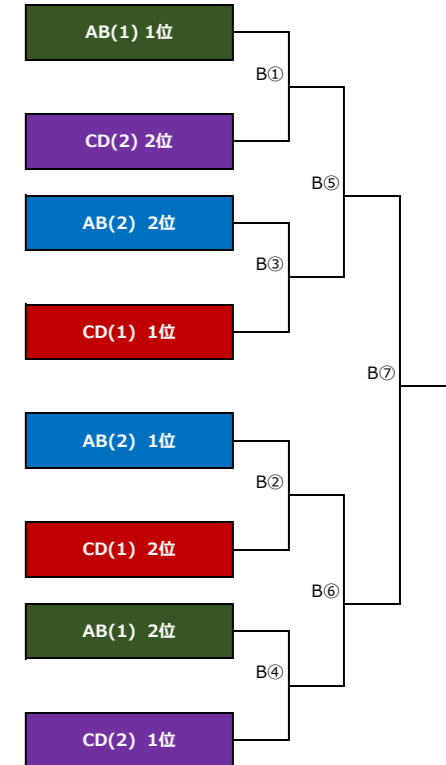 AB(1) 1位
B①
CD(2) 2位
B⑤
AB(2) 2位
B③
CD(1) 1位
B⑦
AB(2) 1位
B②
CD(1) 2位
B⑥
AB(1) 2位
B④
CD(2) 1位